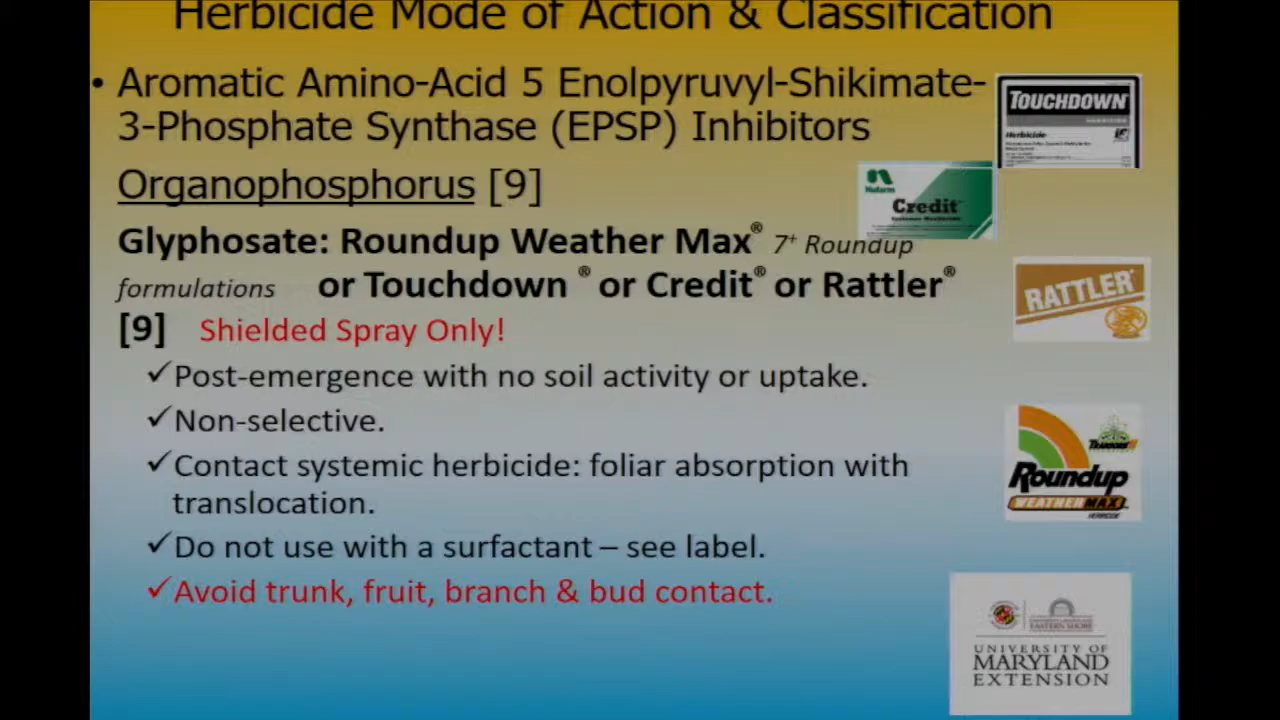 Herbicide Mode of Action & Classification
• Aromatic Amino-Acid 5 Enolpyruvyl-Shikimate-
3-Phosphate Synthase (EPSP) Inhibitors
Organophosphorus [9]
Glyphosate: Roundup Weather Max® 7+ Roundup
formulations or Touchdown ® or Credit® or Rattler®
[9] Shielded Spray Only!
✓Post-emergence with no soil activity or uptake.
✓Non-selective.
✓Contact systemic herbicide: foliar absorption with
translocation.
✓Do not use with a surfactant – see label.
✓Avoid trunk, fruit, branch & bud contact.
TOUCHDOWN
Herbicide
Nufarm
Credit
RATTLER®
Roundup
WEATHERMAX
HERBICIDE
EASTERN SHORE
UNIVERSITY OF
MARYLAND
EXTENSION